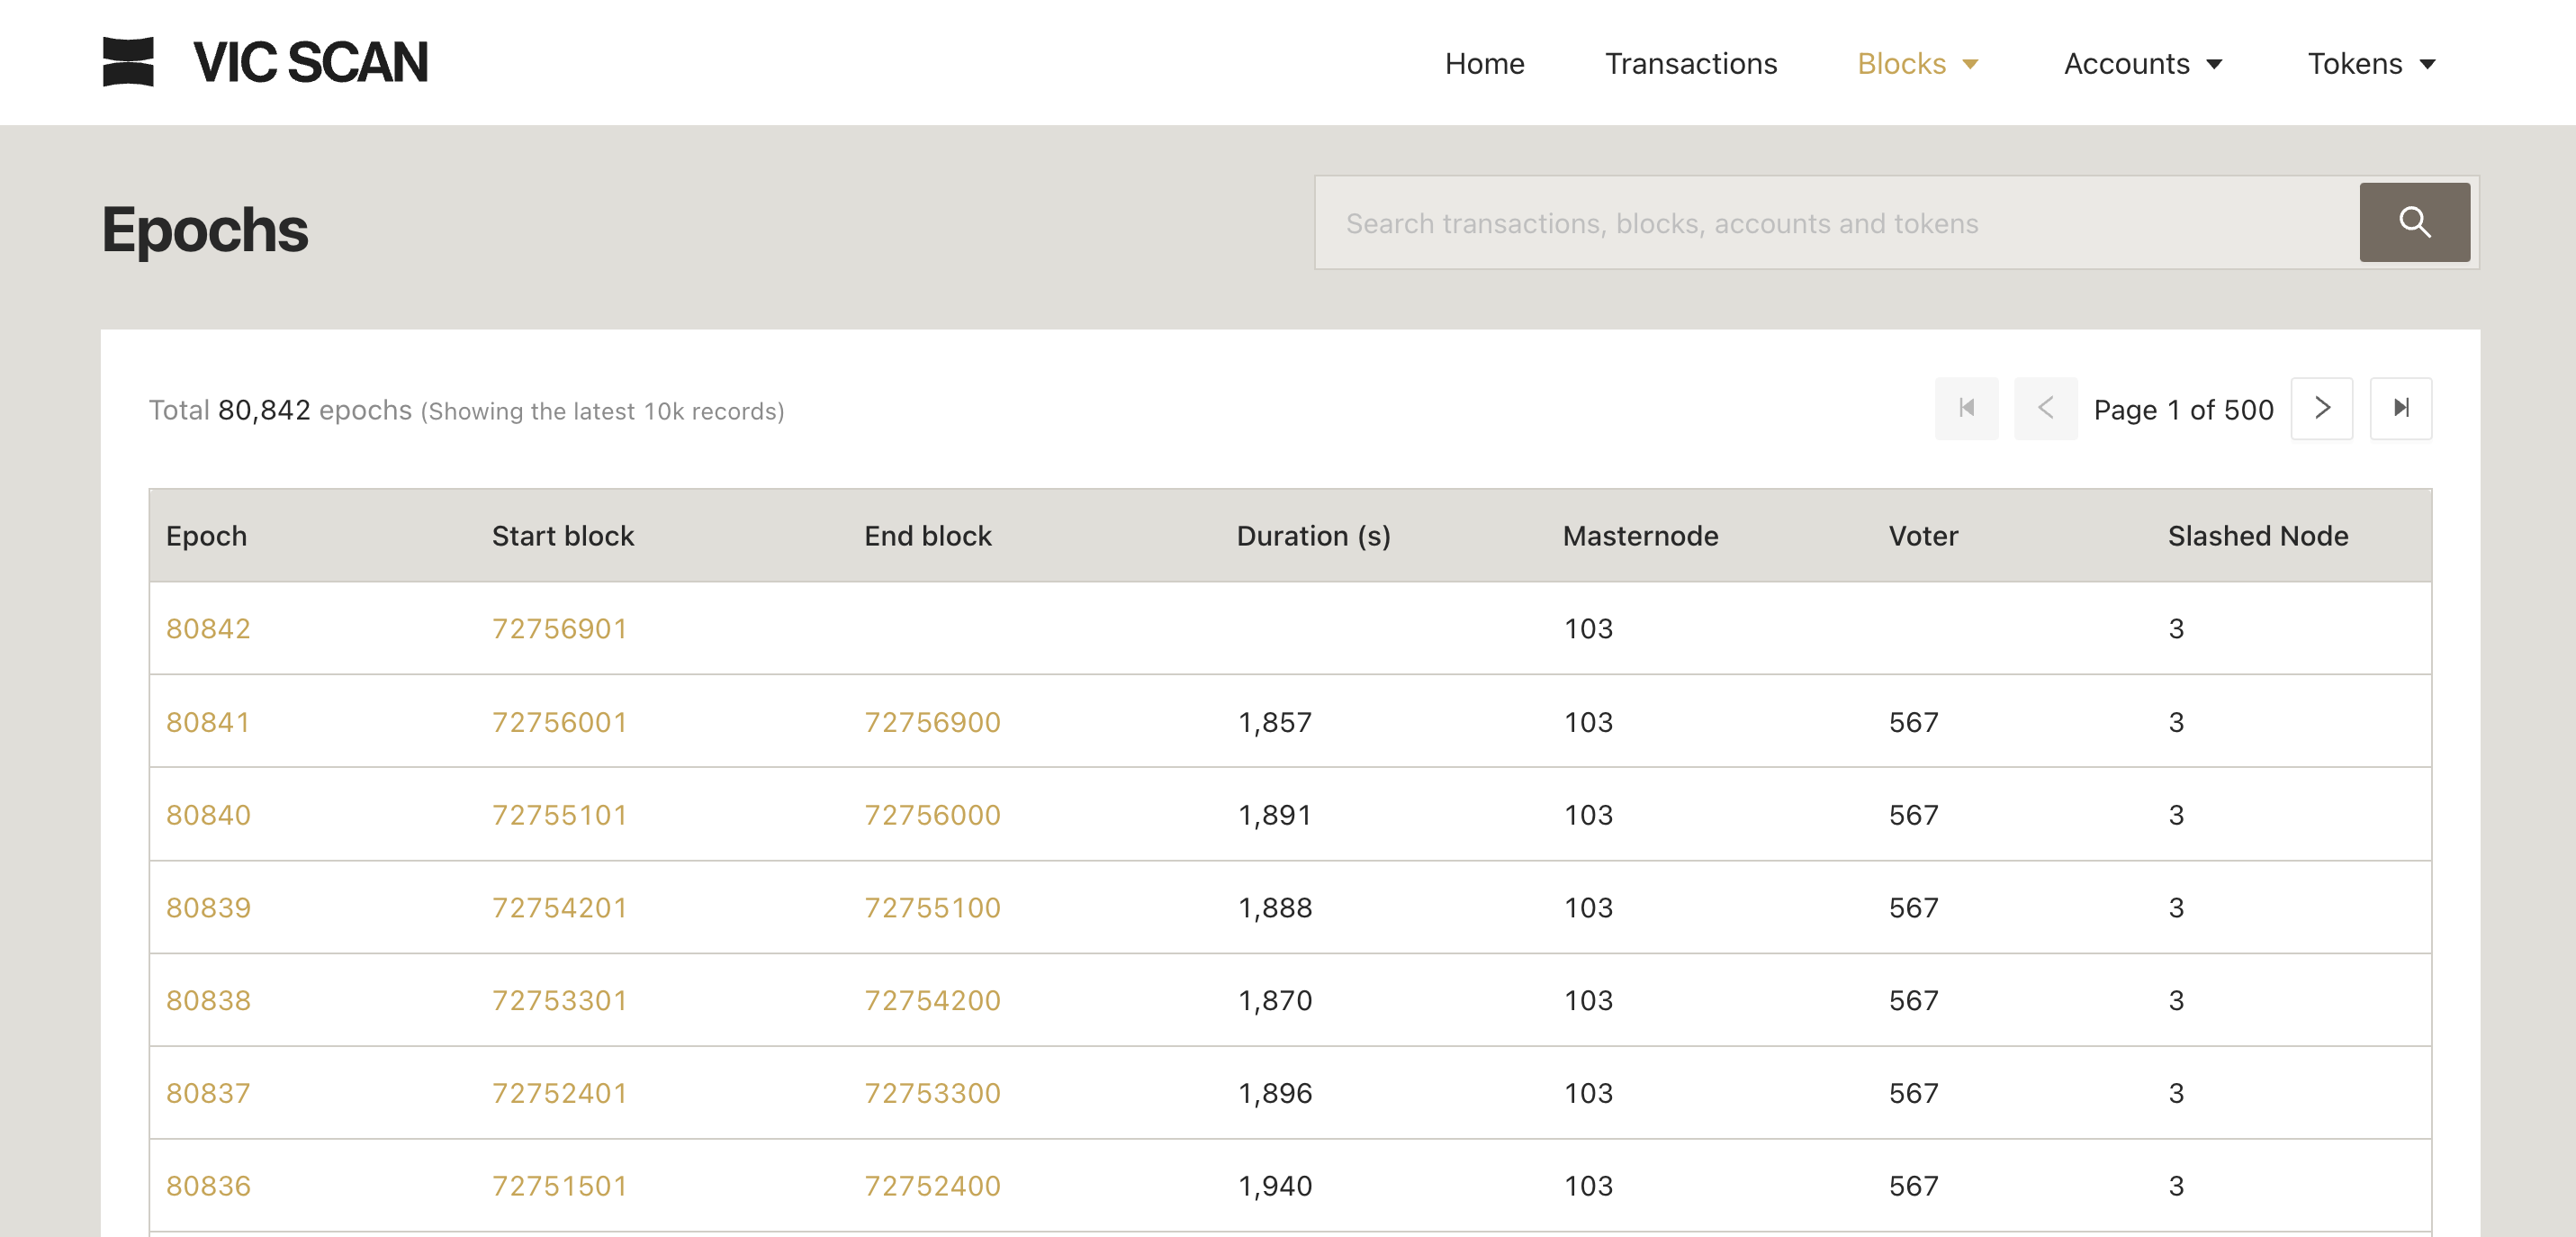 VIC SCAN
Home Transactions Blocks Accounts Tokens
Epochs
Search transactions, blocks, accounts and tokens
Total 80,842 epochs (Showing the latest 10k records)
Page 1 of 500
Epoch Start block End block Duration (s) Masternode Voter Slashed Node
80842 72756901 103 3
80841 72756001 72756900 1,857 103 567 3
80840 72755101 72756000 1,891 103 567 3
80839 72754201 72755100 1,888 103 567 3
80838 72753301 72754200 1,870 103 567 3
80837 72752401 72753300 1,896 103 567 3
80836 72751501 72752400 1,940 103 567 3